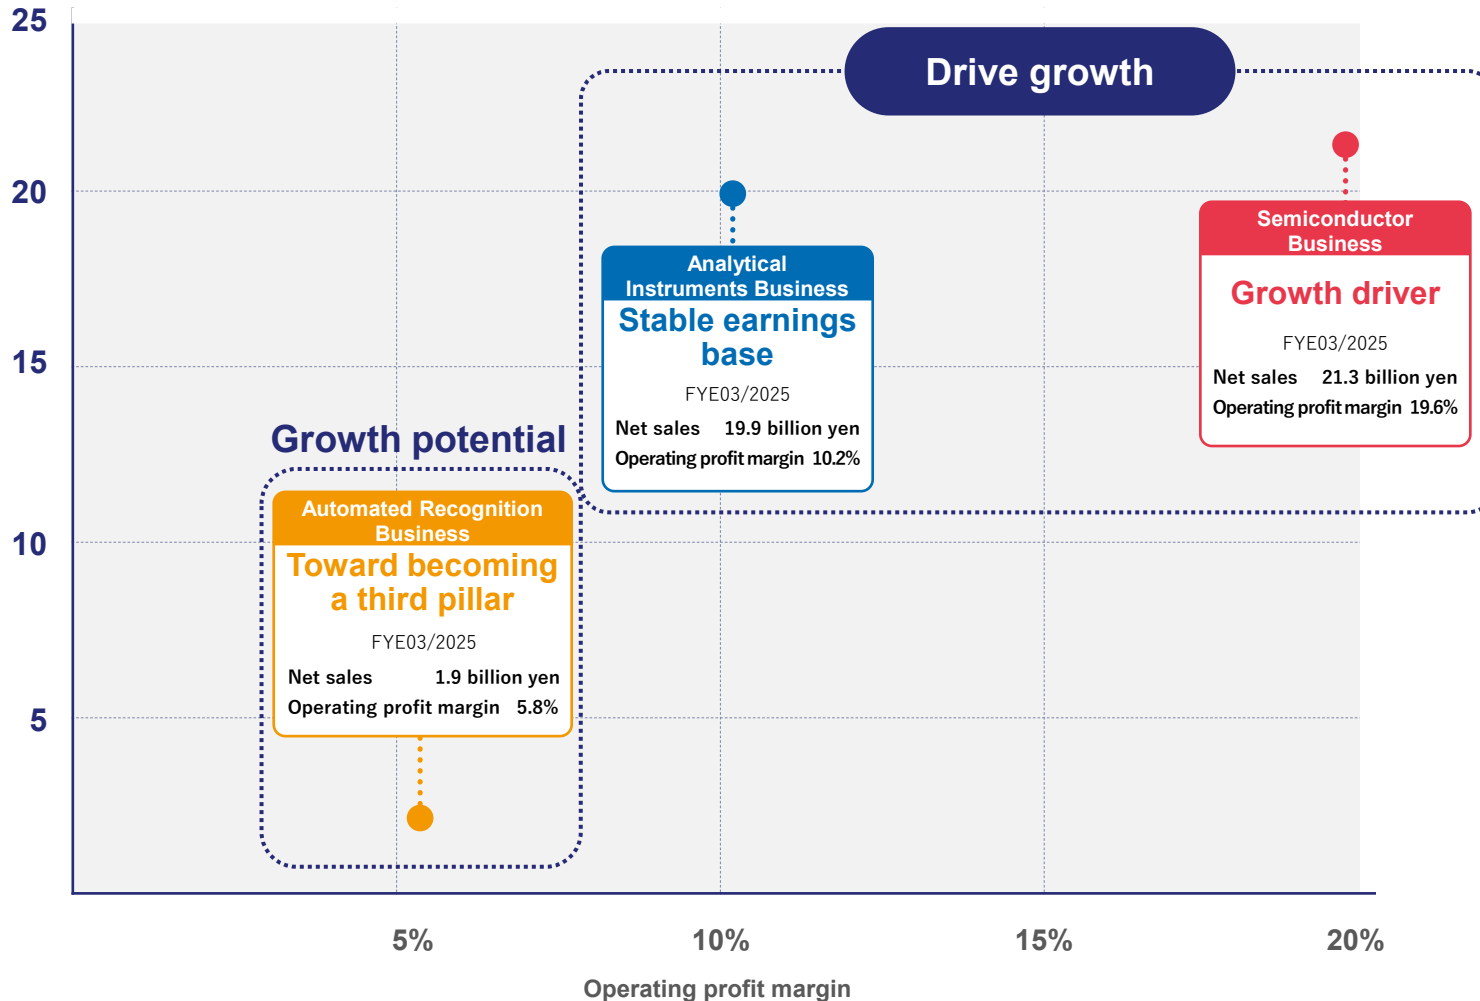 25
20
15
10
5
Drive growth
Semiconductor
Business
Growth driver
FYE03/2025
Net sales 21.3 billion yen
Operating profit margin 19.6%
Analytical
Instruments Business
Stable earnings
base
FYE03/2025
Net sales 19.9 billion yen
Operating profit margin 10.2%
Growth potential
Automated Recognition
Business
Toward becoming
a third pillar
FYE03/2025
Net sales 1.9 billion yen
Operating profit margin 5.8%
5% 10% 15% 20%
Operating profit margin